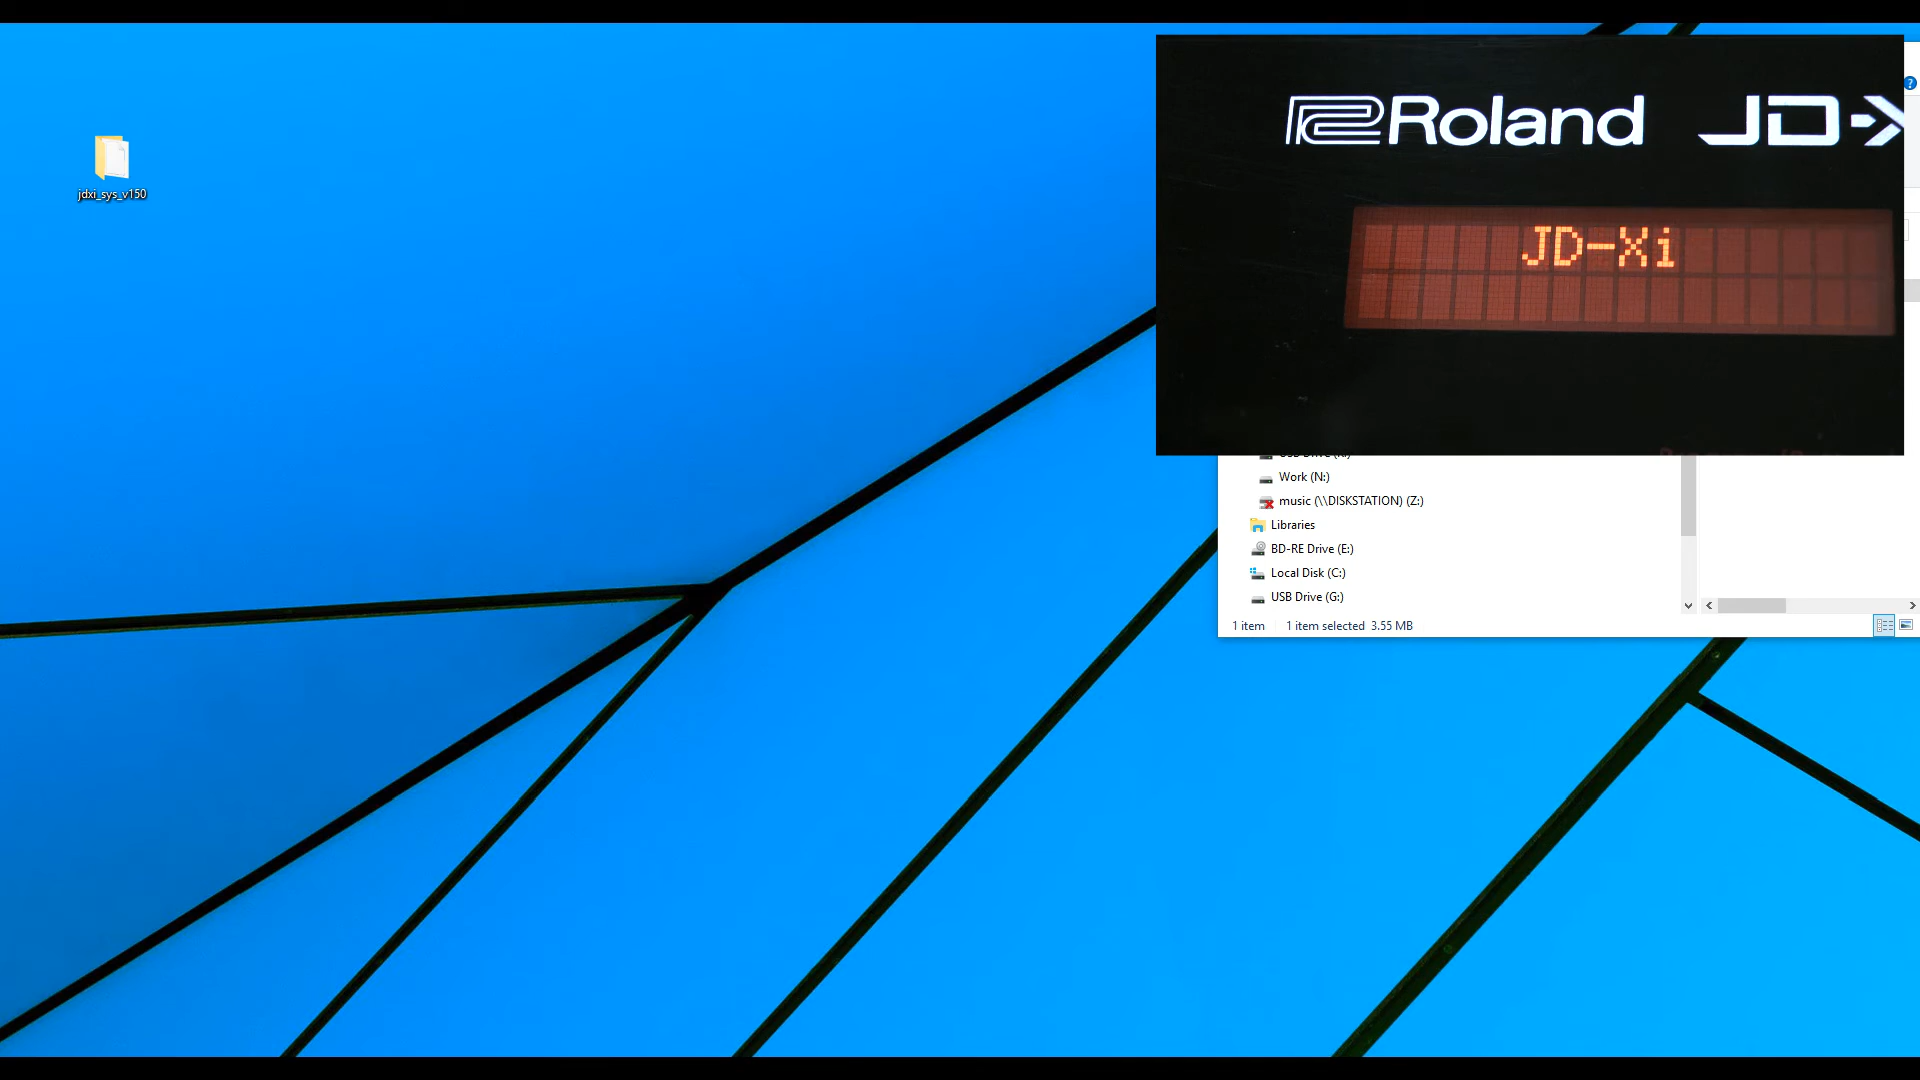 jdxi_sys_v150
Roland JD-X
JD-Xi
Work (N:)
music (\\DISKSTATION) (Z:)
Libraries
BD-RE Drive (E:)
Local Disk (C:)
USB Drive (G:)
1 item 1 item selected 3.55 MB